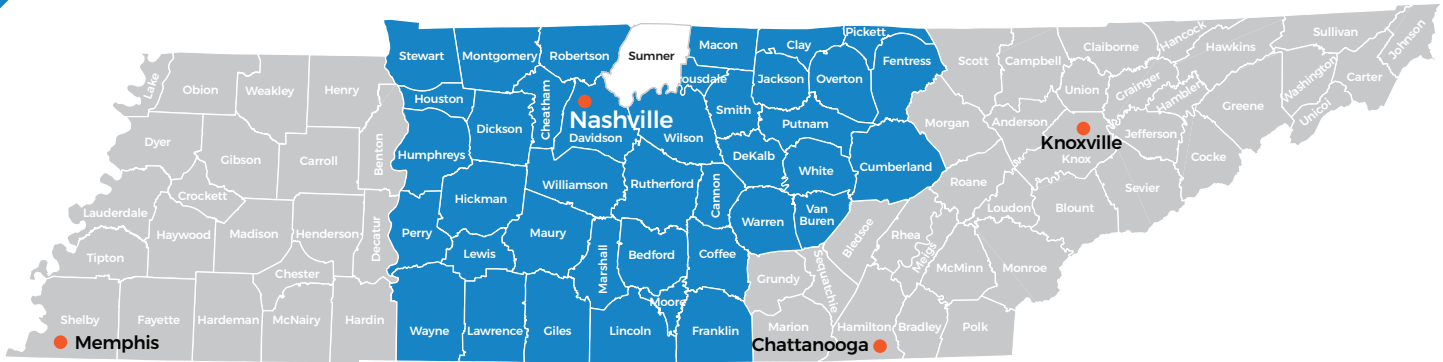 Stewart
Montgomery
Robertson
Sumner
Macon
Clay
Pickett
Fentress
Scott
Campbell
Claiborne
Hancock
Hawkins
Sullivan
Johnson
Lake
Obion
Weakley
Henry
Houston
Cheatham
ousdale
Jackson
Overton
Union
Grainger
Hamblen
Washington
Carter
Unicoi
Greene
Dyer
Gibson
Carroll
Benton
Humphreys
Dickson
Nashville
Davidson
Wilson
Smith
Putnam
Morgan
Anderson
Knoxville
Knox
Jefferson
Cocke
Crockett
DeKalb
White
Cumberland
Roane
Loudon
Blount
Sevier
Lauderdale
Haywood
Madison
Henderson
Decatur
Perry
Hickman
Williamson
Rutherford
Cannon
Warren
Van
Buren
Bledsoe
Rhea
Meigs
McMinn
Monroe
Tipton
Chester
Lewis
Maury
Marshall
Bedford
Coffee
Grundy
Sequatchie
Shelby
Memphis
Fayette
Hardeman
McNairy
Hardin
Wayne
Lawrence
Giles
Lincoln
Moore
Franklin
Marion
Chattanooga
Hamilton
Bradley
Polk